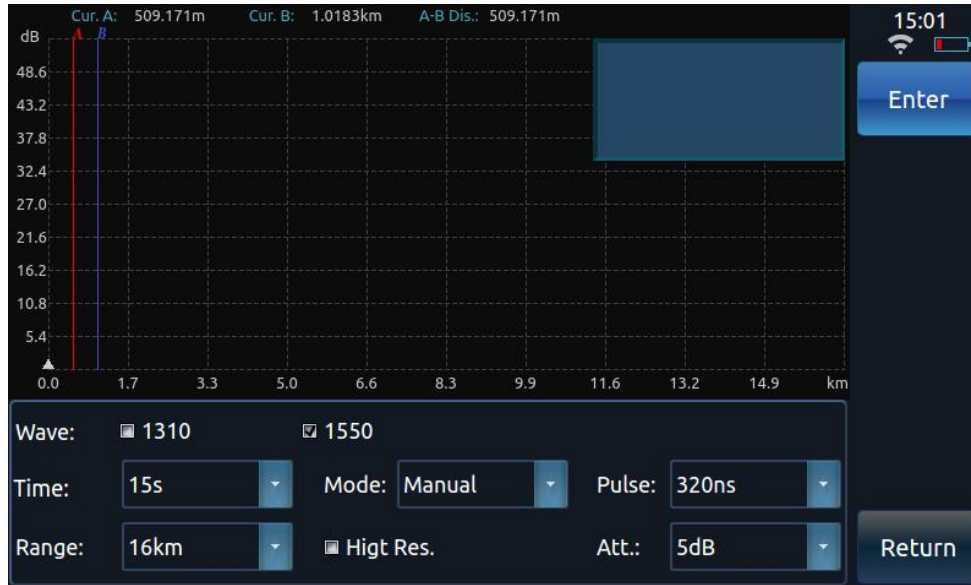 Cur. A: 509.171m Cur. B: 1.0183km A-B Dis.: 509.171m
15:01
dB A B
48.6
43.2
Enter
37.8
32.4
27.0
21.6
16.2
10.8
5.4
0.0 1.7 3.3 5.0 6.6 8.3 9.9 11.6 13.2 14.9 km
Wave: 1310 1550
Time: 15s Mode: Manual Pulse: 320ns
Range: 16km Higt Res. Att.: 5dB
Return